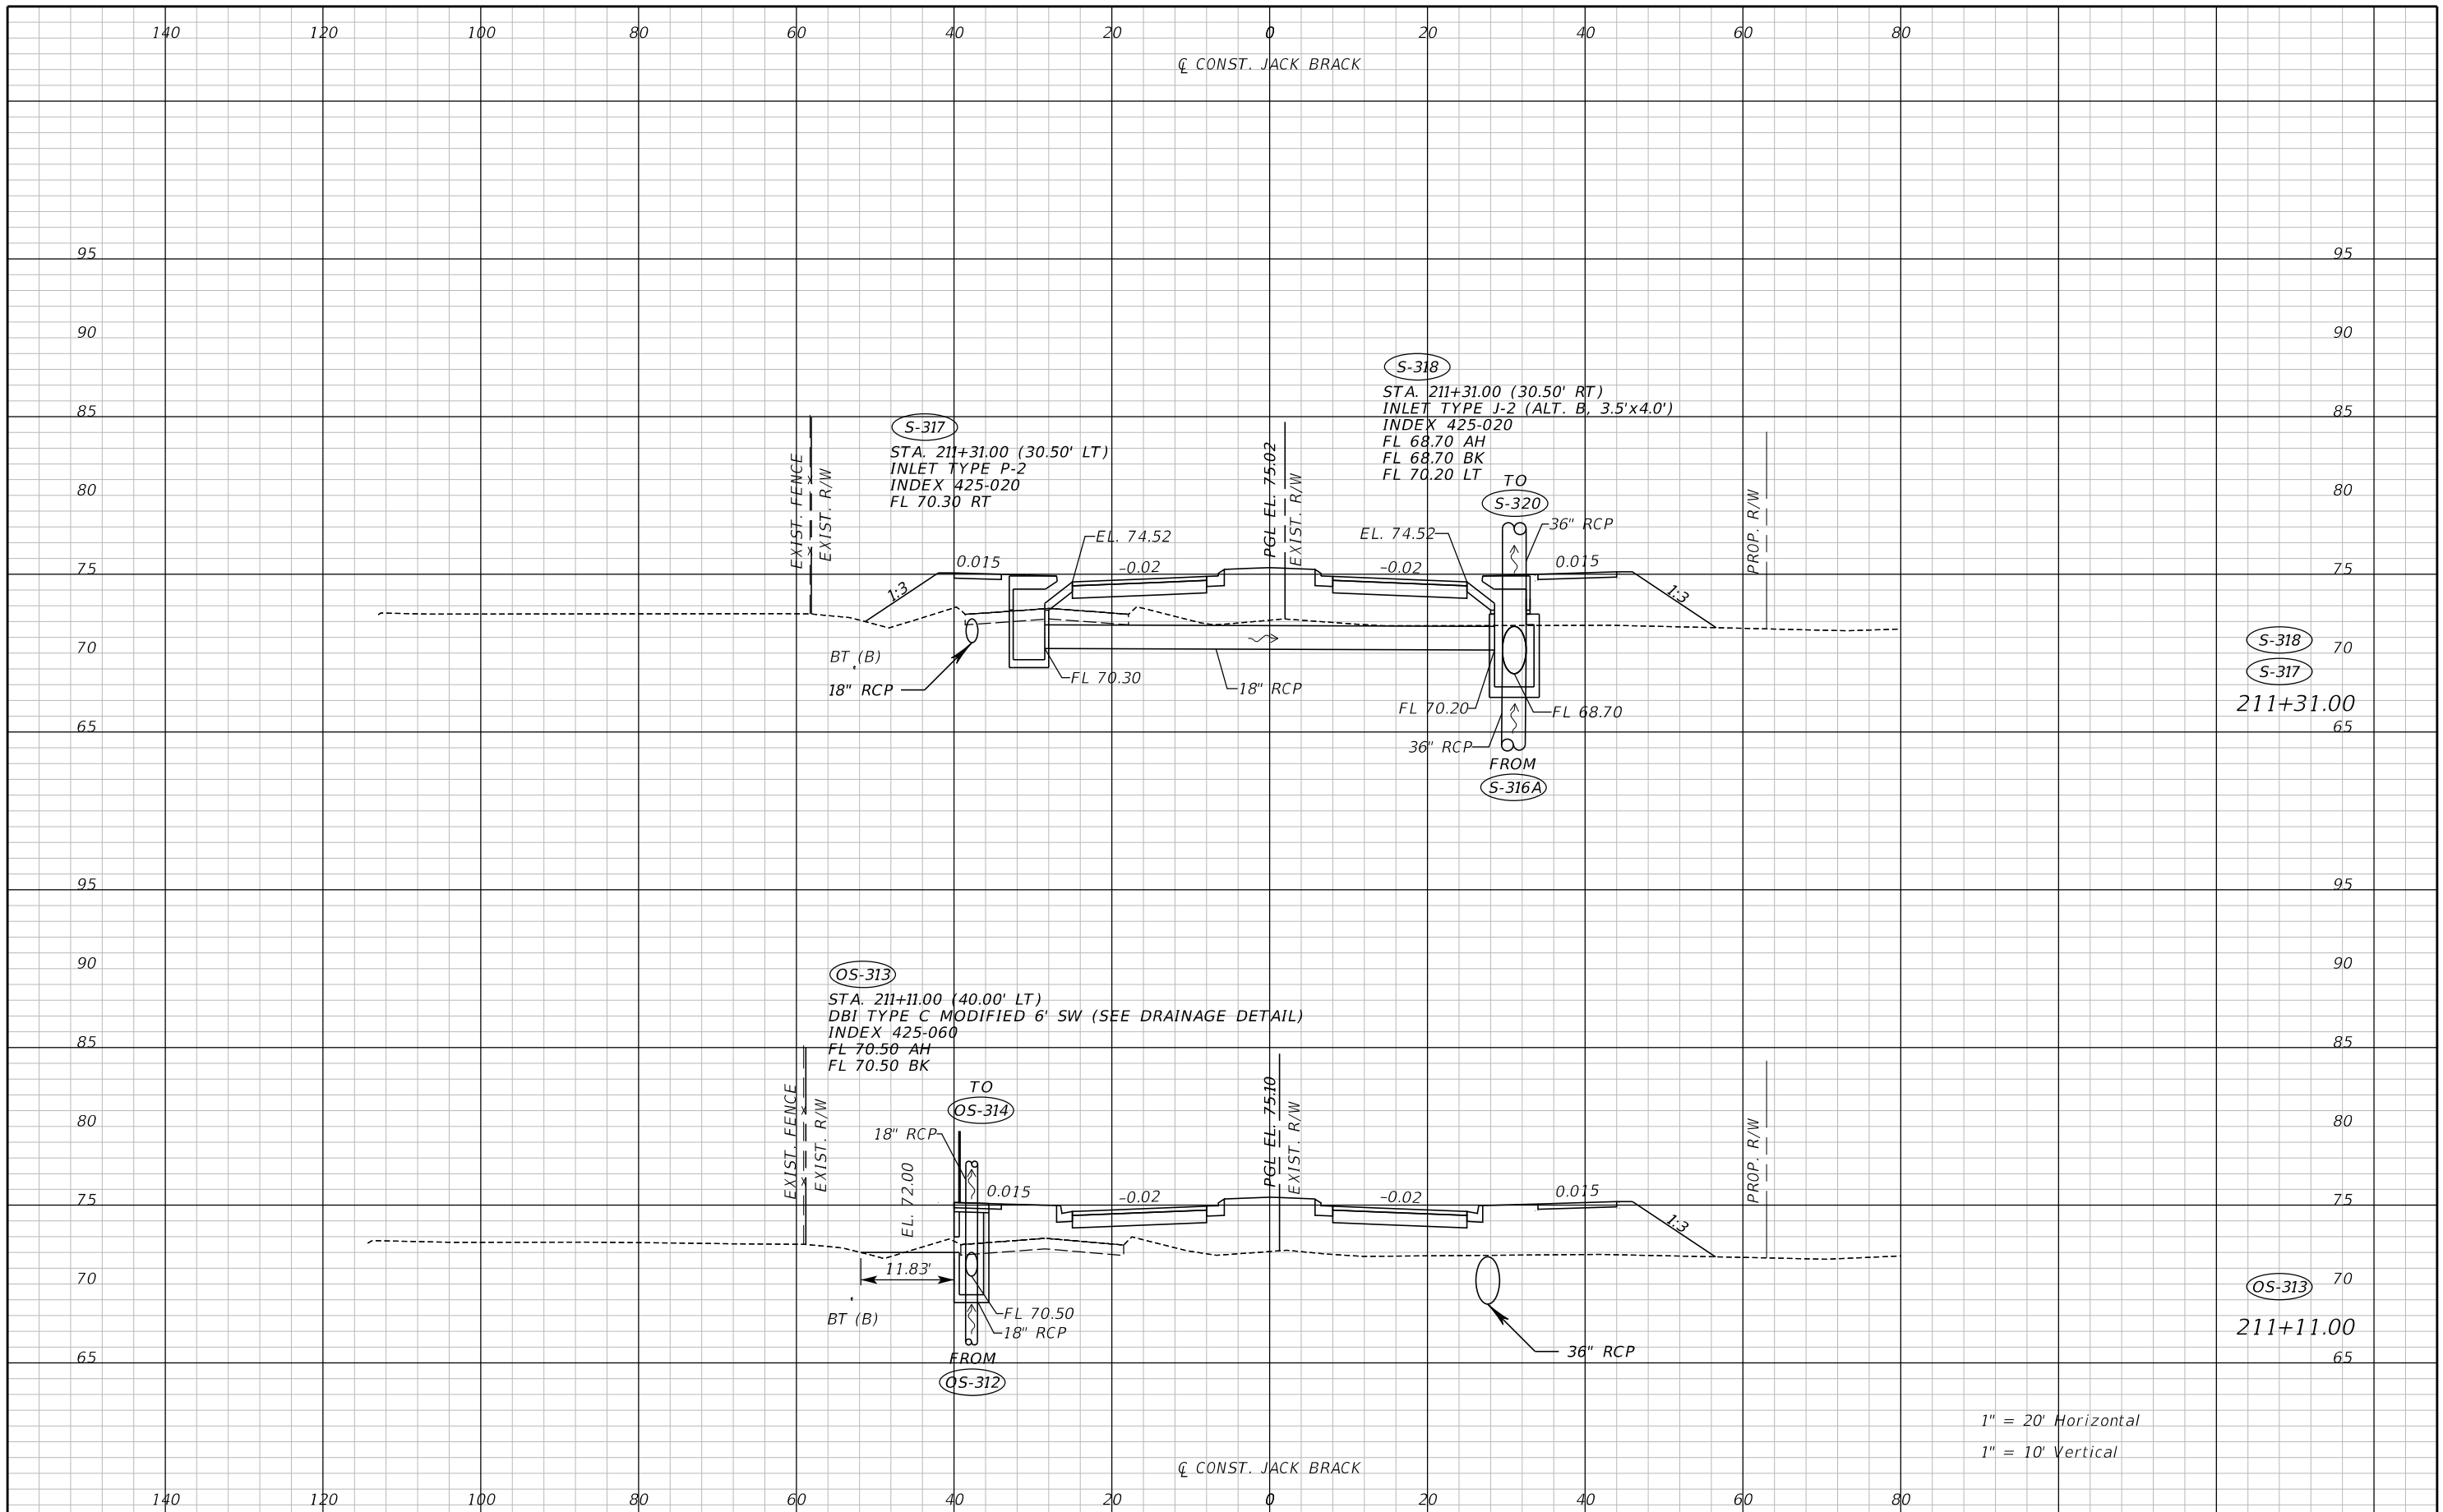 140 120 100 80 60 40 20 0 20 40 60 80
℄ CONST. JACK BRACK
95 95
90 90
85 85
80 80
75 75
70 70
65 65
S-317
STA. 211+31.00 (30.50' LT)
INLET TYPE P-2
INDEX 425-020
FL 70.30 RT
S-318
STA. 211+31.00 (30.50' RT)
INLET TYPE J-2 (ALT. B, 3.5'x4.0')
INDEX 425-020
FL 68.70 AH
FL 68.70 BK
FL 70.20 LT
TO
S-320
36" RCP
EXIST. FENCE
EXIST. R/W
PGL EL. 75.02
EXIST. R/W
PROP. R/W
EL. 74.52
EL. 74.52
0.015
-0.02
-0.02
0.015
1:3
1:3
BT (B)
18" RCP
FL 70.30
18" RCP
FL 70.20
FL 68.70
36" RCP
FROM
S-316A
S-318
S-317
211+31.00
95 95
90 90
85 85
80 80
75 75
70 70
65 65
OS-313
STA. 211+11.00 (40.00' LT)
DBI TYPE C MODIFIED 6' SW (SEE DRAINAGE DETAIL)
INDEX 425-060
FL 70.50 AH
FL 70.50 BK
TO
OS-314
18" RCP
EXIST. FENCE
EXIST. R/W
EL. 72.00
PGL EL. 75.10
EXIST. R/W
PROP. R/W
0.015
-0.02
-0.02
0.015
1:3
11.83'
BT (B)
FL 70.50
18" RCP
FROM
OS-312
36" RCP
OS-313
211+11.00
1" = 20' Horizontal
1" = 10' Vertical
℄ CONST. JACK BRACK
140 120 100 80 60 40 20 0 20 40 60 80